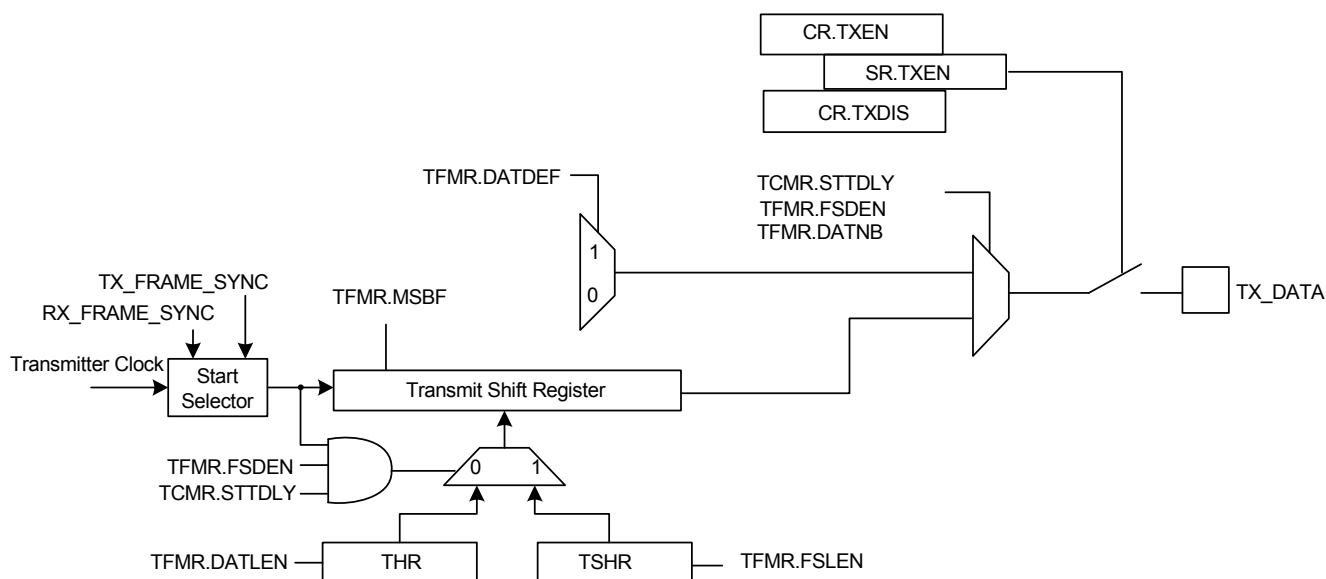 CR.TXEN
SR.TXEN
CR.TXDIS
TFMR.DATDEF
TCMR.STTDLY
TFMR.FSDEN
TFMR.DATNB
1
0
TX_FRAME_SYNC
RX_FRAME_SYNC
TFMR.MSBF
TX_DATA
Transmitter Clock
Start
Selector
Transmit Shift Register
TFMR.FSDEN
TCMR.STTDLY
0 1
TFMR.DATLEN
THR
TSHR
TFMR.FSLEN